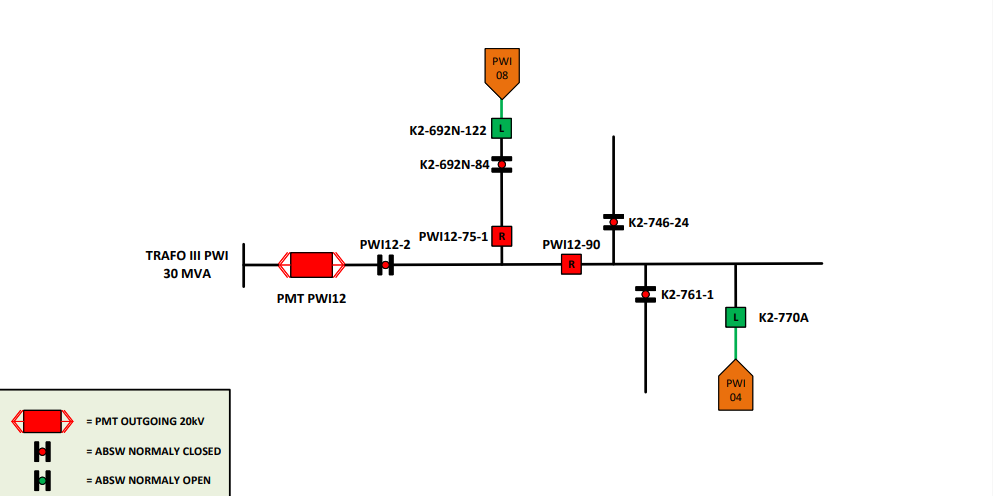 PWI
08
K2-692N-122
L
K2-692N-84
K2-746-24
PWI12-75-1
R
PWI12-2
PWI12-90
TRAFO III PWI
30 MVA
R
PMT PWI12
K2-761-1
L
K2-770A
PWI
04
= PMT OUTGOING 20kV
= ABSW NORMALY CLOSED
= ABSW NORMALY OPEN